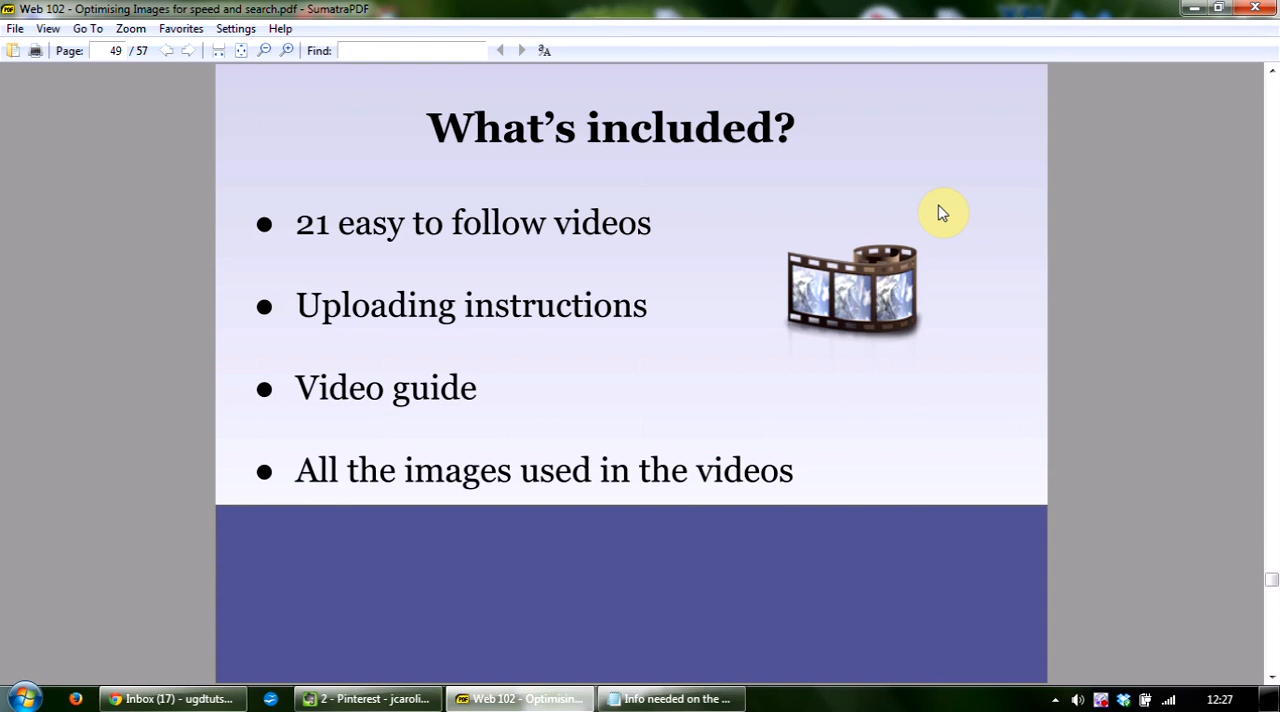 Web 102 - Optimising Images for speed and search.pdf - SumatraPDF
File View Go To Zoom Favorites Settings Help
Page: 49 / 57 Find:
What's included?
● 21 easy to follow videos
● Uploading instructions
● Video guide
● All the images used in the videos
Inbox (17) - ugdtuts... 2 - Pinterest - jcaroli... Web 102 - Optimisin... Info needed on the ... 12:27